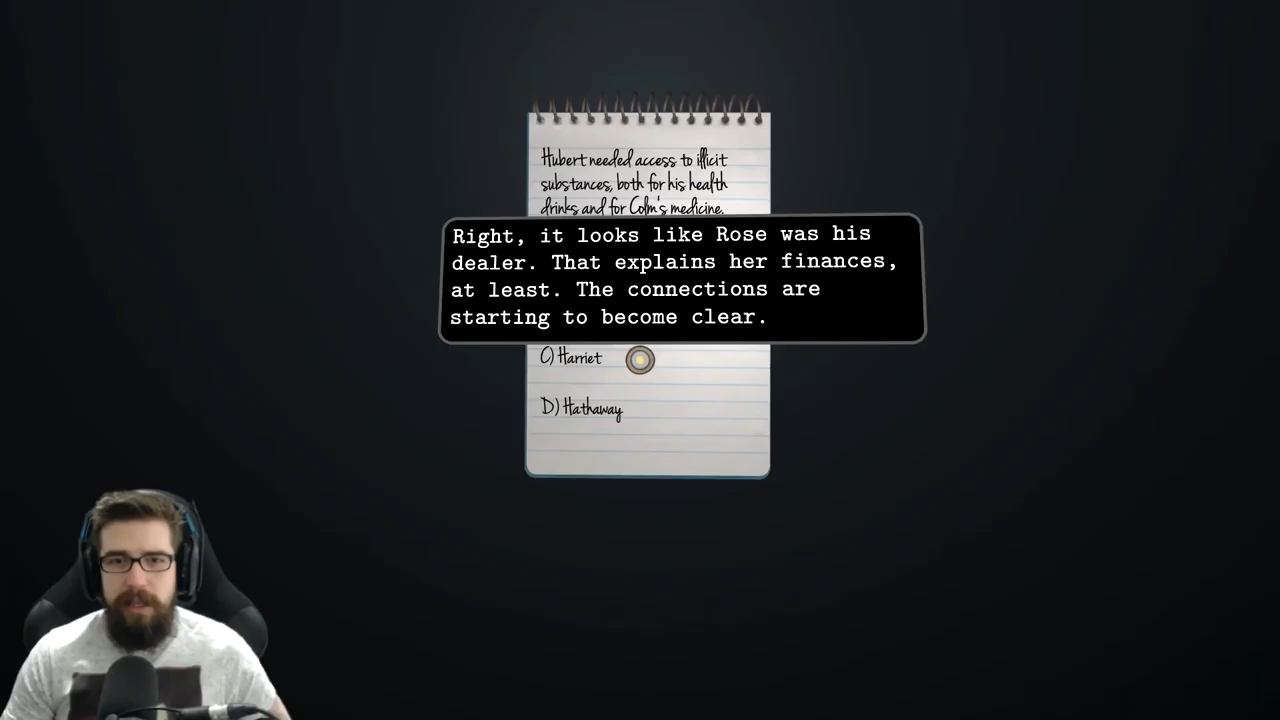 Hubert needed access to illicit
substances, both for his health
drinks and for Colm's medicine.
Right, it looks like Rose was his
dealer. That explains her finances,
at least. The connections are
starting to become clear.
C) Harriet
D) Hathaway